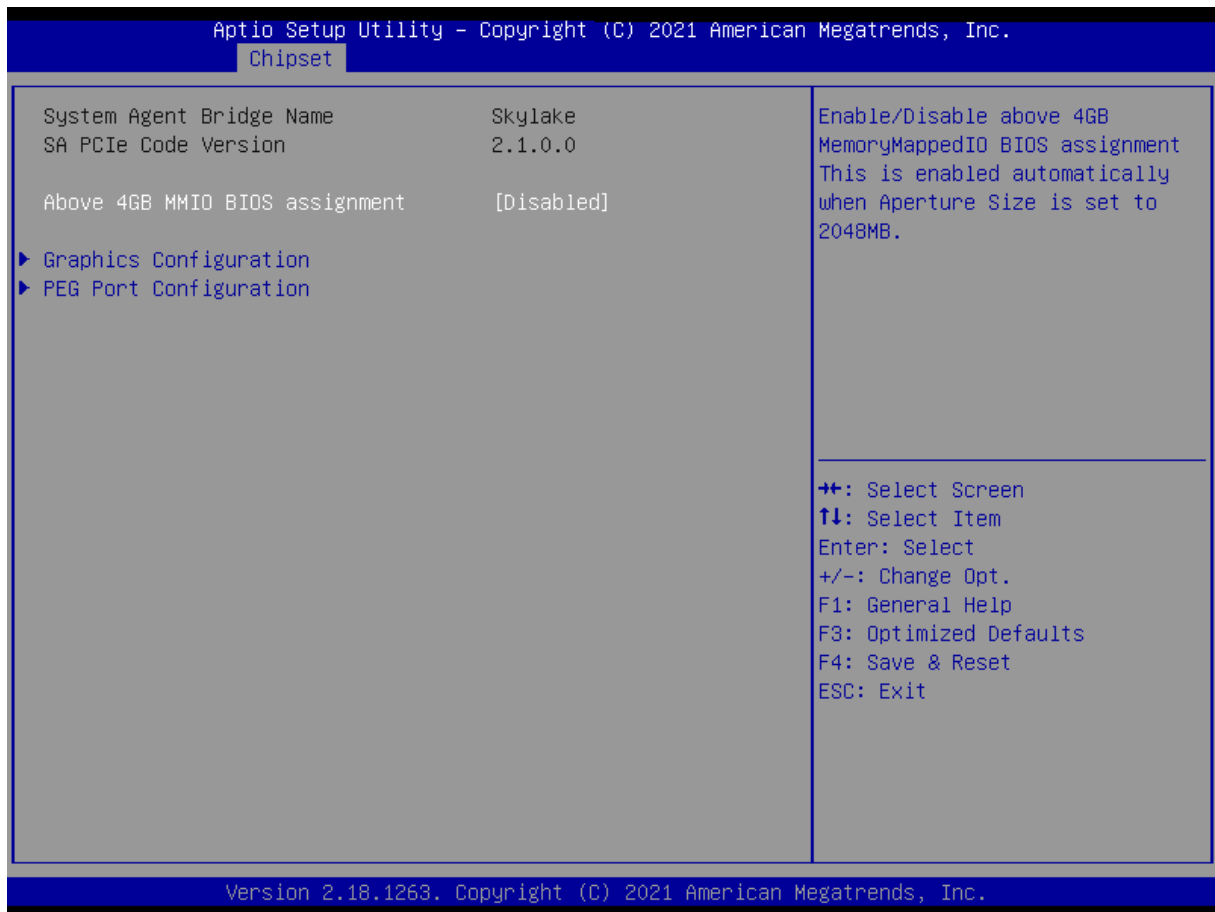 Aptio Setup Utility – Copyright (C) 2021 American Megatrends, Inc.
Chipset
System Agent Bridge Name Skylake
SA PCIe Code Version 2.1.0.0
Above 4GB MMIO BIOS assignment [Disabled]
▶ Graphics Configuration
▶ PEG Port Configuration
Enable/Disable above 4GB
MemoryMappedIO BIOS assignment
This is enabled automatically
when Aperture Size is set to
2048MB.
→←: Select Screen
↑↓: Select Item
Enter: Select
+/-: Change Opt.
F1: General Help
F3: Optimized Defaults
F4: Save & Reset
ESC: Exit
Version 2.18.1263. Copyright (C) 2021 American Megatrends, Inc.